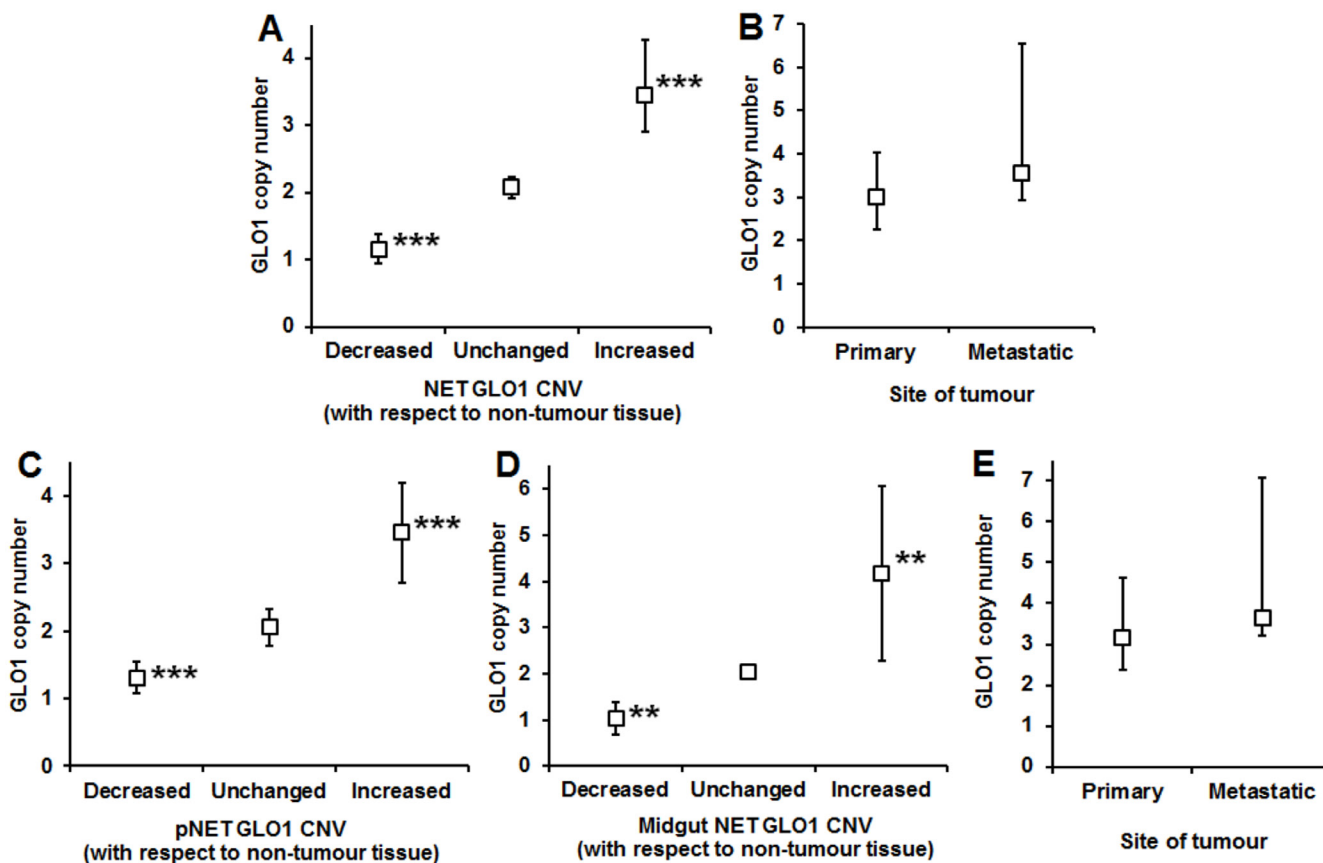 A
GLO1 copy number
4
3
2
1
0
***
***
Decreased Unchanged Increased
NET GLO1 CNV
(with respect to non-tumour tissue)
B
GLO1 copy number
7
6
5
4
3
2
1
0
Primary Metastatic
Site of tumour
C
GLO1 copy number
4
3
2
1
0
***
***
Decreased Unchanged Increased
pNET GLO1 CNV
(with respect to non-tumour tissue)
D
GLO1 copy number
6
5
4
3
2
1
0
**
**
Decreased Unchanged Increased
Midgut NET GLO1 CNV
(with respect to non-tumour tissue)
E
GLO1 copy number
7
6
5
4
3
2
1
0
Primary Metastatic
Site of tumour